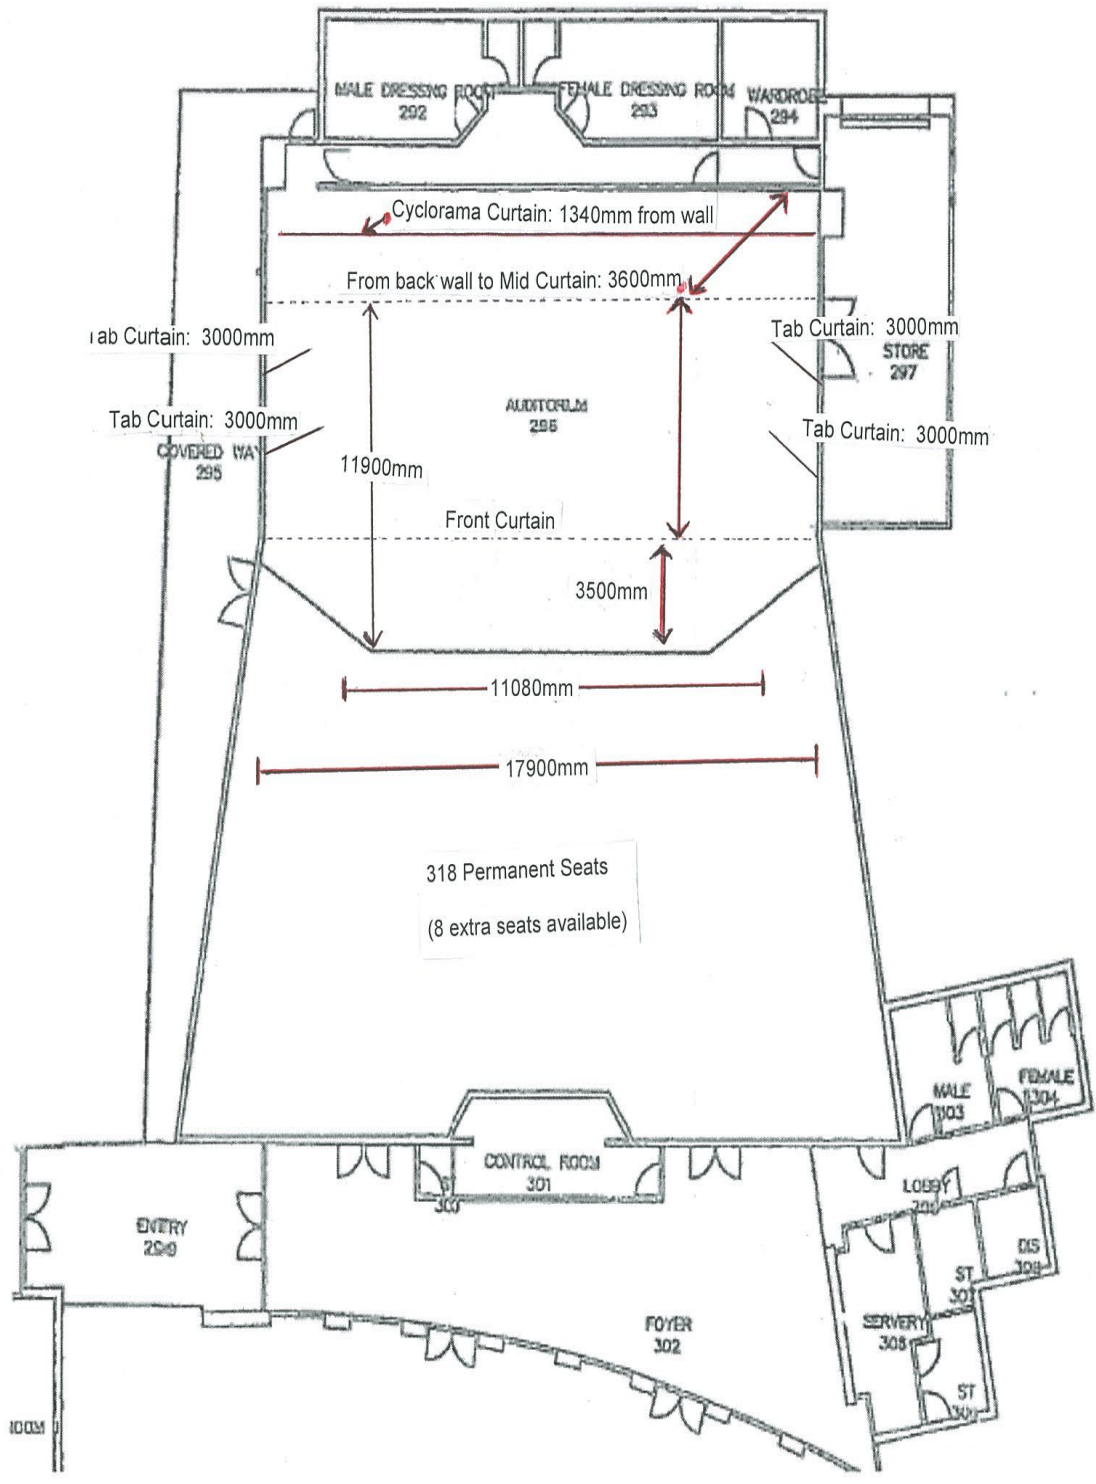 MALE DRESSING ROOM
292
FEMALE DRESSING ROOM
293
WARDROBE
294
Cyclorama Curtain: 1340mm from wall
From back wall to Mid Curtain: 3600mm
Tab Curtain: 3000mm
Tab Curtain: 3000mm
STORE
297
AUDITORIUM
296
Tab Curtain: 3000mm
Tab Curtain: 3000mm
COVERED WAY
295
11900mm
Front Curtain
3500mm
11080mm
17900mm
318 Permanent Seats
(8 extra seats available)
MALE
303
FEMALE
304
CONTROL ROOM
301
LOBBY
ENTRY
DIS
ST
SERVERY
FOYER
302
ST